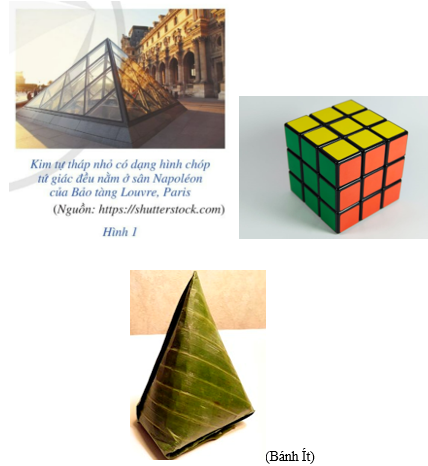 Kim tự tháp nhỏ có dạng hình chóp
tứ giác đều nằm ở sân Napoléon
của Bảo tàng Louvre, Paris
(Nguồn: https://shutterstock.com)
Hình 1
(Bánh Ít)